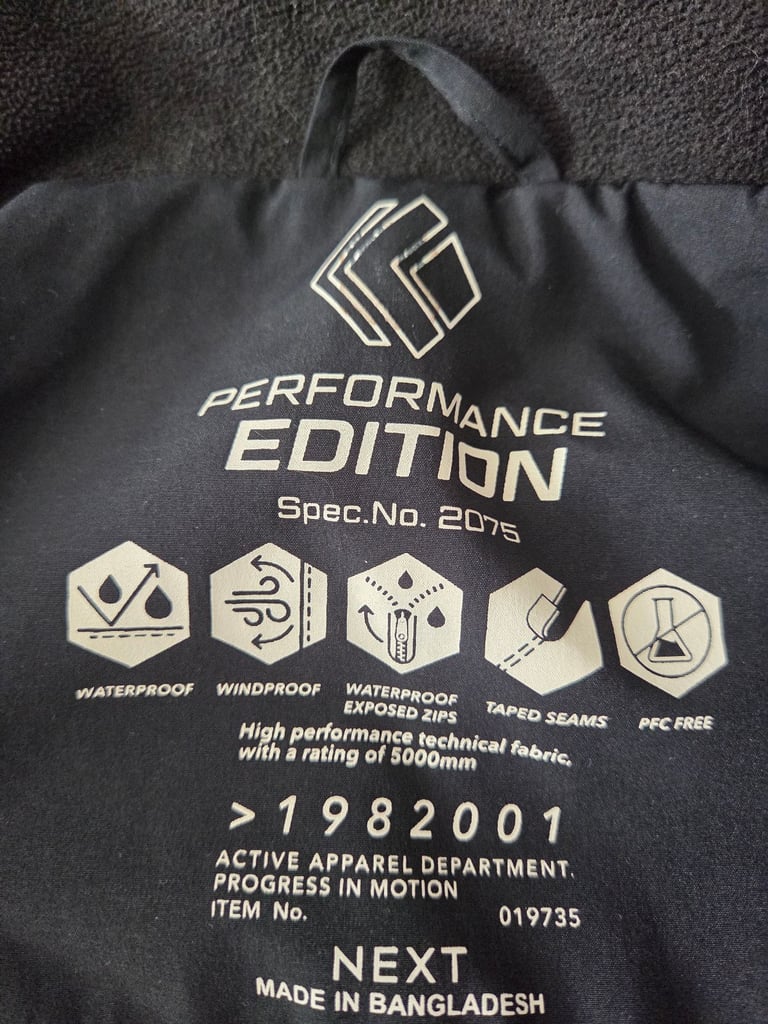 PERFORMANCE
EDITION
Spec.No. 2075
WATERPROOF
WINDPROOF
WATERPROOF
EXPOSED ZIPS
TAPED SEAMS
PFC FREE
High performance technical fabric.
with a rating of 5000mm
>1982001
ACTIVE APPAREL DEPARTMENT.
PROGRESS IN MOTION
ITEM No. 019735
NEXT
MADE IN BANGLADESH